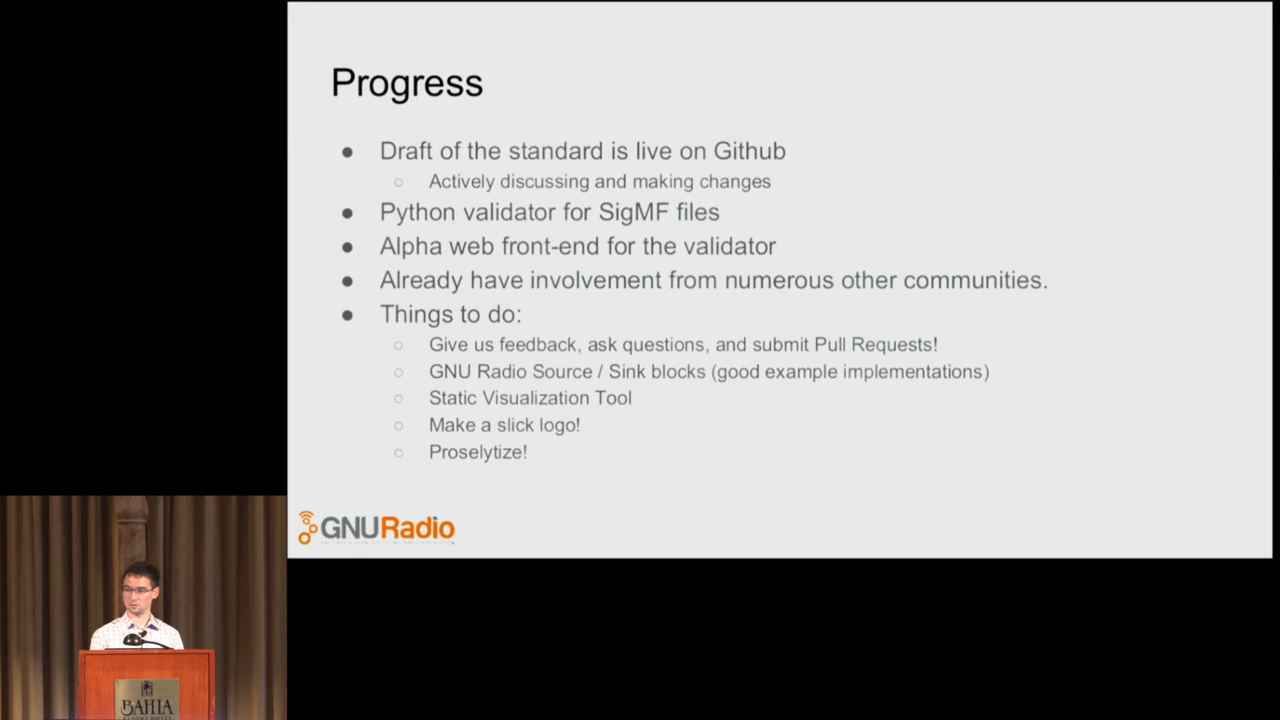 Progress
● Draft of the standard is live on Github
○ Actively discussing and making changes
● Python validator for SigMF files
● Alpha web front-end for the validator
● Already have involvement from numerous other communities.
● Things to do:
○ Give us feedback, ask questions, and submit Pull Requests!
○ GNU Radio Source / Sink blocks (good example implementations)
○ Static Visualization Tool
○ Make a slick logo!
○ Proselytize!
GNURadio
BAHIA